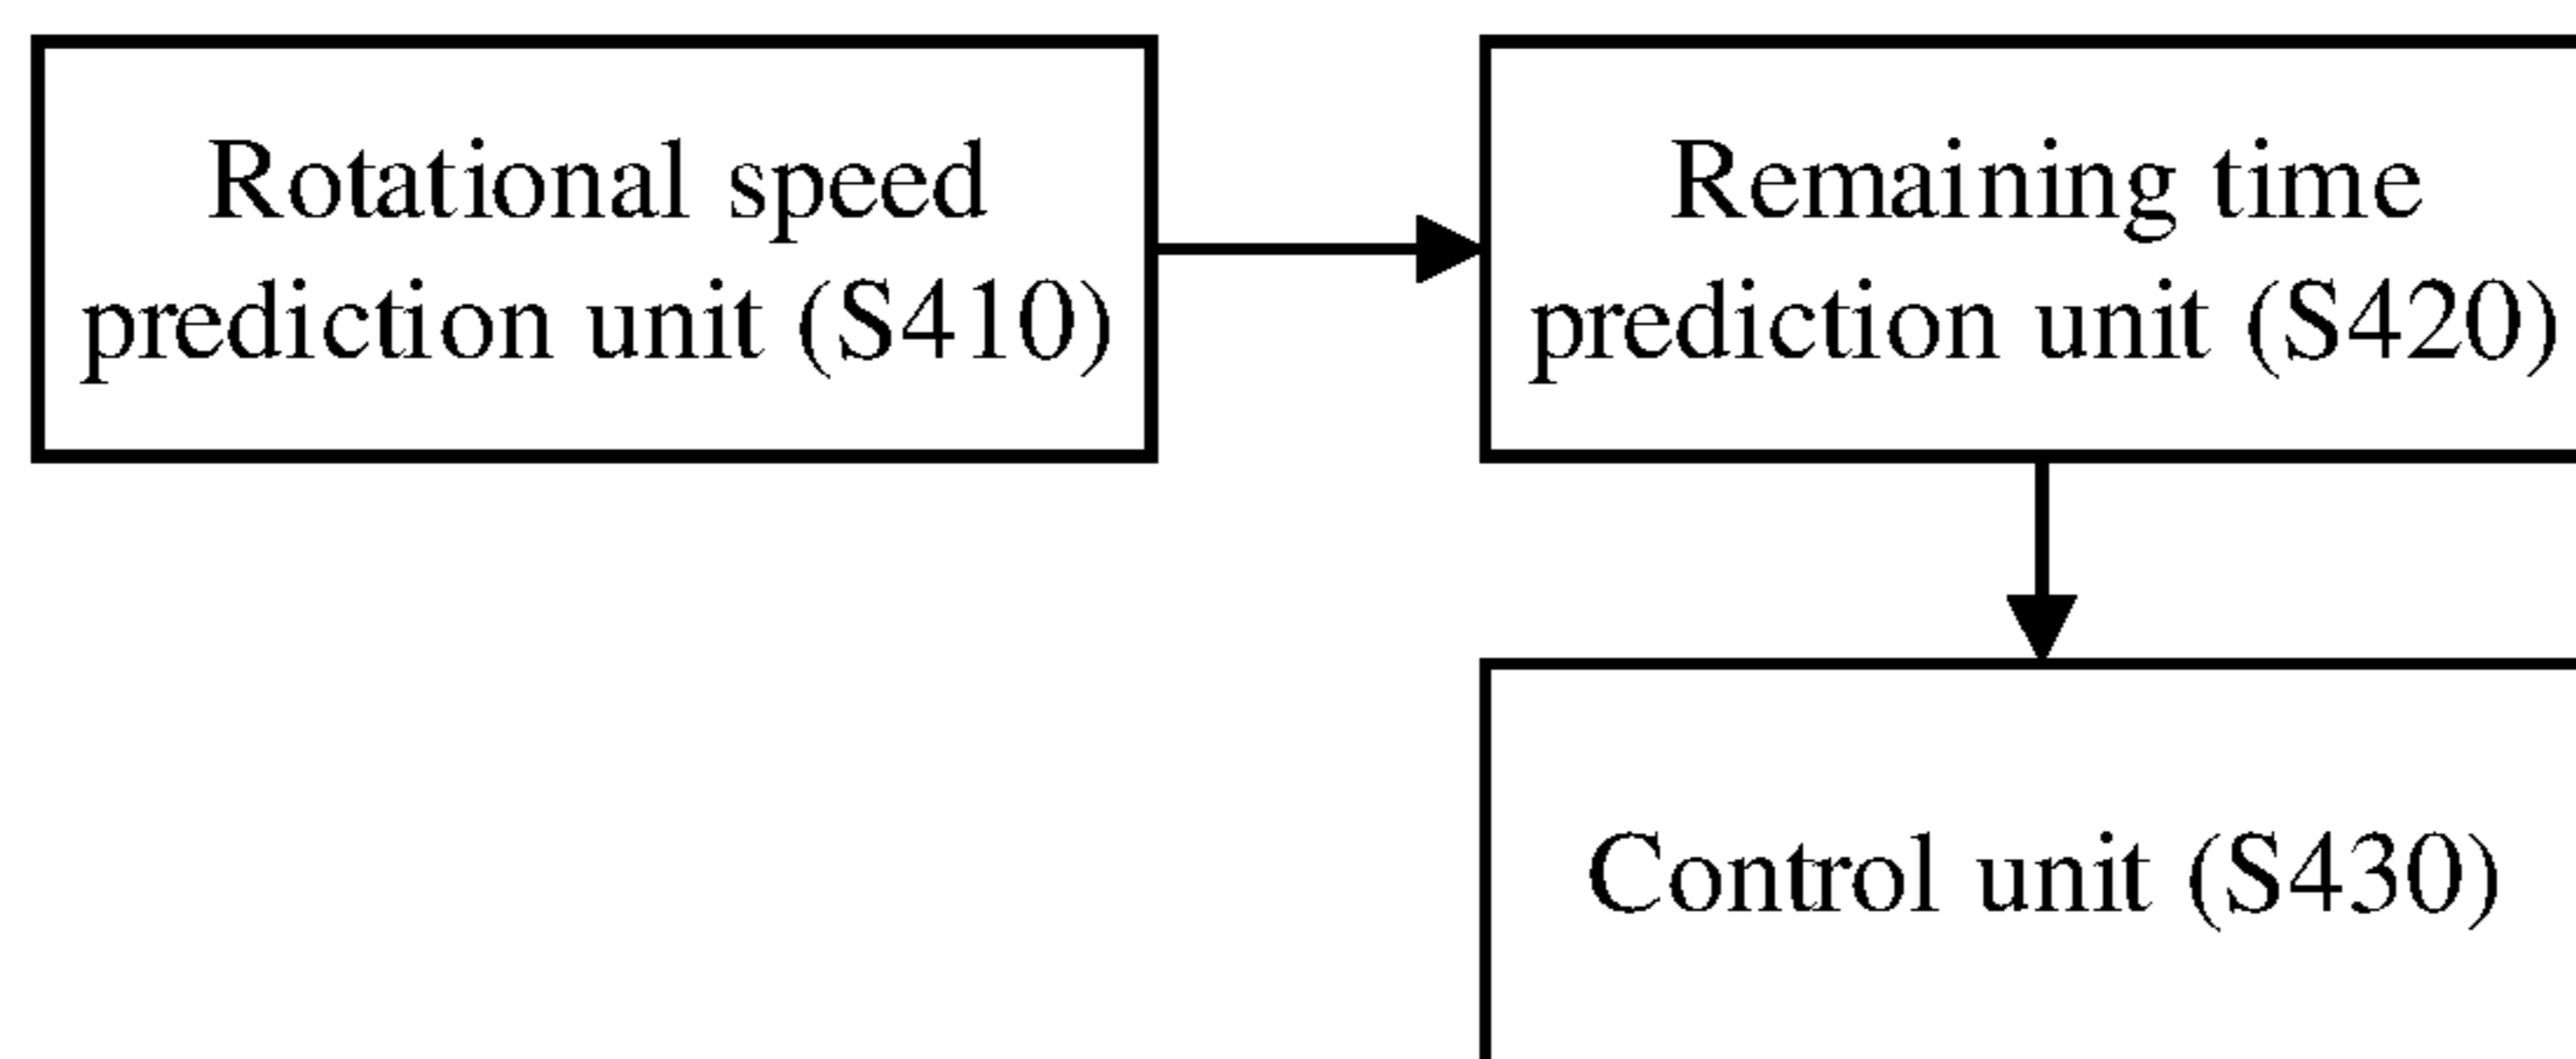 Rotational speed
prediction unit (S410)
Remaining time
prediction unit (S420)
Control unit (S430)